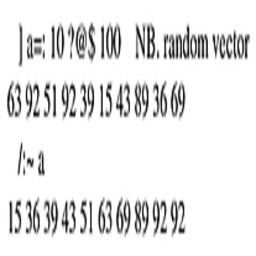 ] a=: 10 ?@$ 100 NB. random vector
63 92 51 92 39 15 43 89 36 69
/:~ a
15 36 39 43 51 63 69 89 92 92